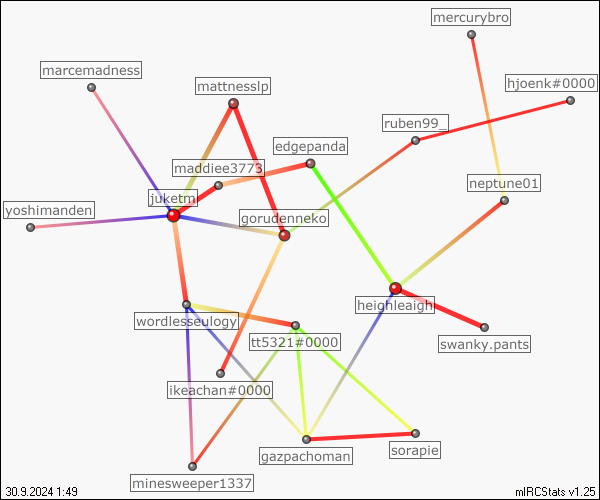 mercurybro
marcemadness
hjoenk#0000
mattnesslp
ruben99_
edgepanda
maddiee3773
neptune01
juketm
yoshimanden
gorudenneko
heighleaigh
wordlesseulogy
tt5321#0000
swanky.pants
ikeachan#0000
sorapie
gazpachoman
minesweeper1337
30.9.2024 1:49
mIRCStats v1.25